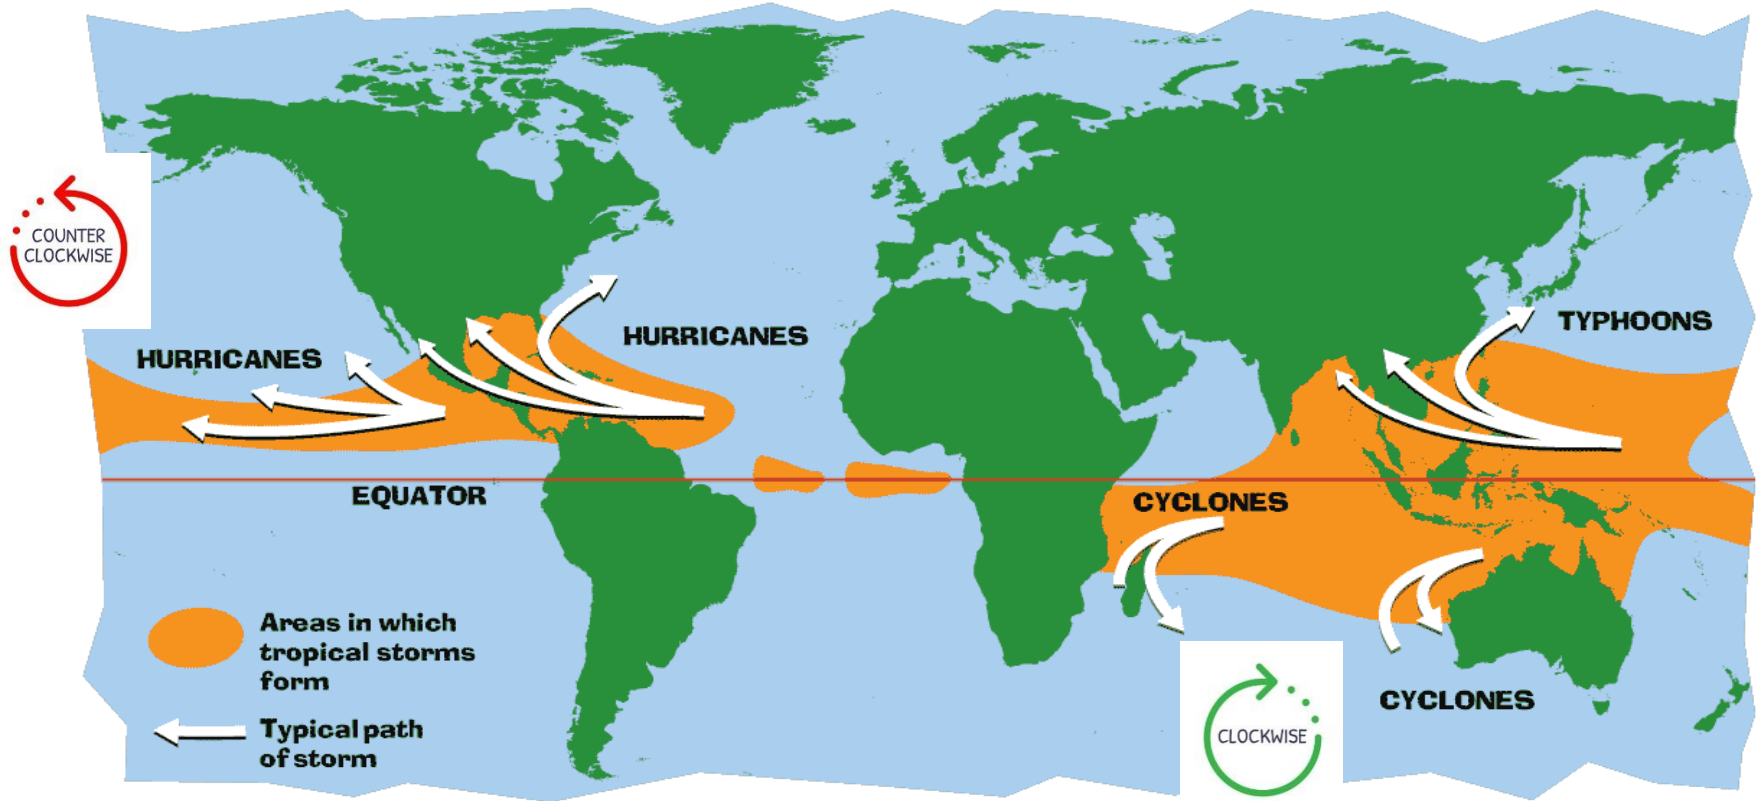 COUNTER
CLOCKWISE
HURRICANES
HURRICANES
TYPHOONS
EQUATOR
CYCLONES
Areas in which
tropical storms
form
Typical path
of storm
CLOCKWISE
CYCLONES